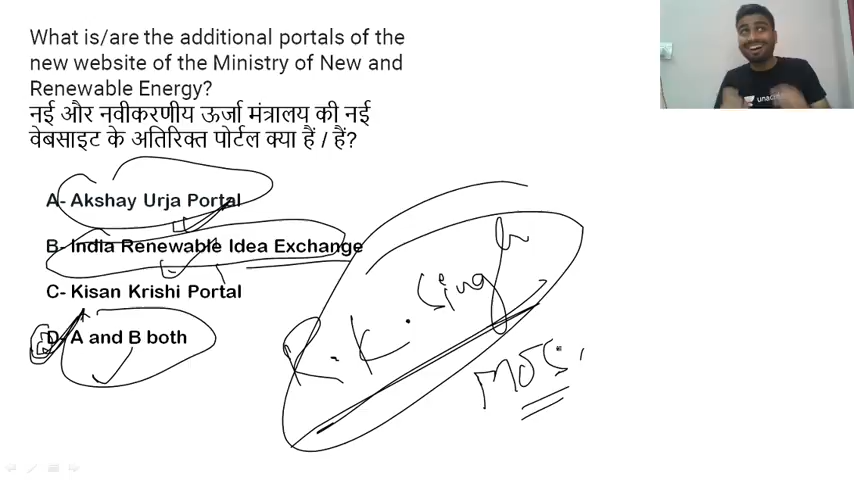 What is/are the additional portals of the
new website of the Ministry of New and
Renewable Energy?
नई और नवीकरणीय ऊर्जा मंत्रालय की नई
वेबसाइट के अतिरिक्त पोर्टल क्या हैं / हैं?
A- Akshay Urja Portal
B- India Renewable Idea Exchange
C- Kisan Krishi Portal
D- A and B both
R. K. Singh
MOS